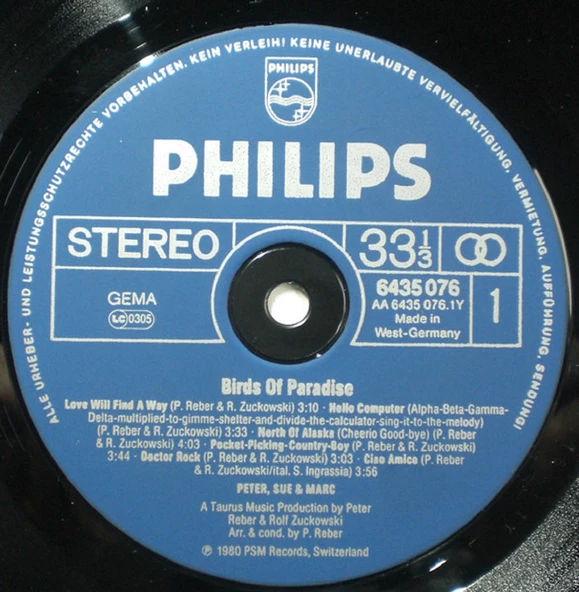 ALLE URHEBER- UND LEISTUNGSSCHUTZRECHTE VORBEHALTEN. KEIN VERLEIH! KEINE UNERLAUBTE VERVIELFÄLTIGUNG, VERMIETUNG, AUFFÜHRUNG, SENDUNG!
PHILIPS
PHILIPS
STEREO
33 1/3
GEMA
LC 0305
6435 076
AA 6435 076.1Y
Made in
West-Germany
1
Birds Of Paradise
Love Will Find A Way (P. Reber & R. Zuckowski) 3:10 · Hello Computer (Alpha-Beta-Gamma-
Delta-multiplied-to-gimme-shelter-and-divide-the-calculator-sing-it-to-the-melody)
(P. Reber & R. Zuckowski) 3:33 · North Of Alaska (Cheerio Good-bye) (P. Reber
& R. Zuckowski) 4:03 · Pocket-Picking-Country-Boy (P. Reber & R. Zuckowski)
3:44 · Doctor Rock (P. Reber & R. Zuckowski) 3:03 · Ciao Amico (P. Reber
& R. Zuckowski/ital. S. Ingrassia) 3:56
PETER, SUE & MARC
A Taurus Music Production by Peter
Reber & Rolf Zuckowski
Arr. & cond. by P. Reber
℗ 1980 PSM Records, Switzerland